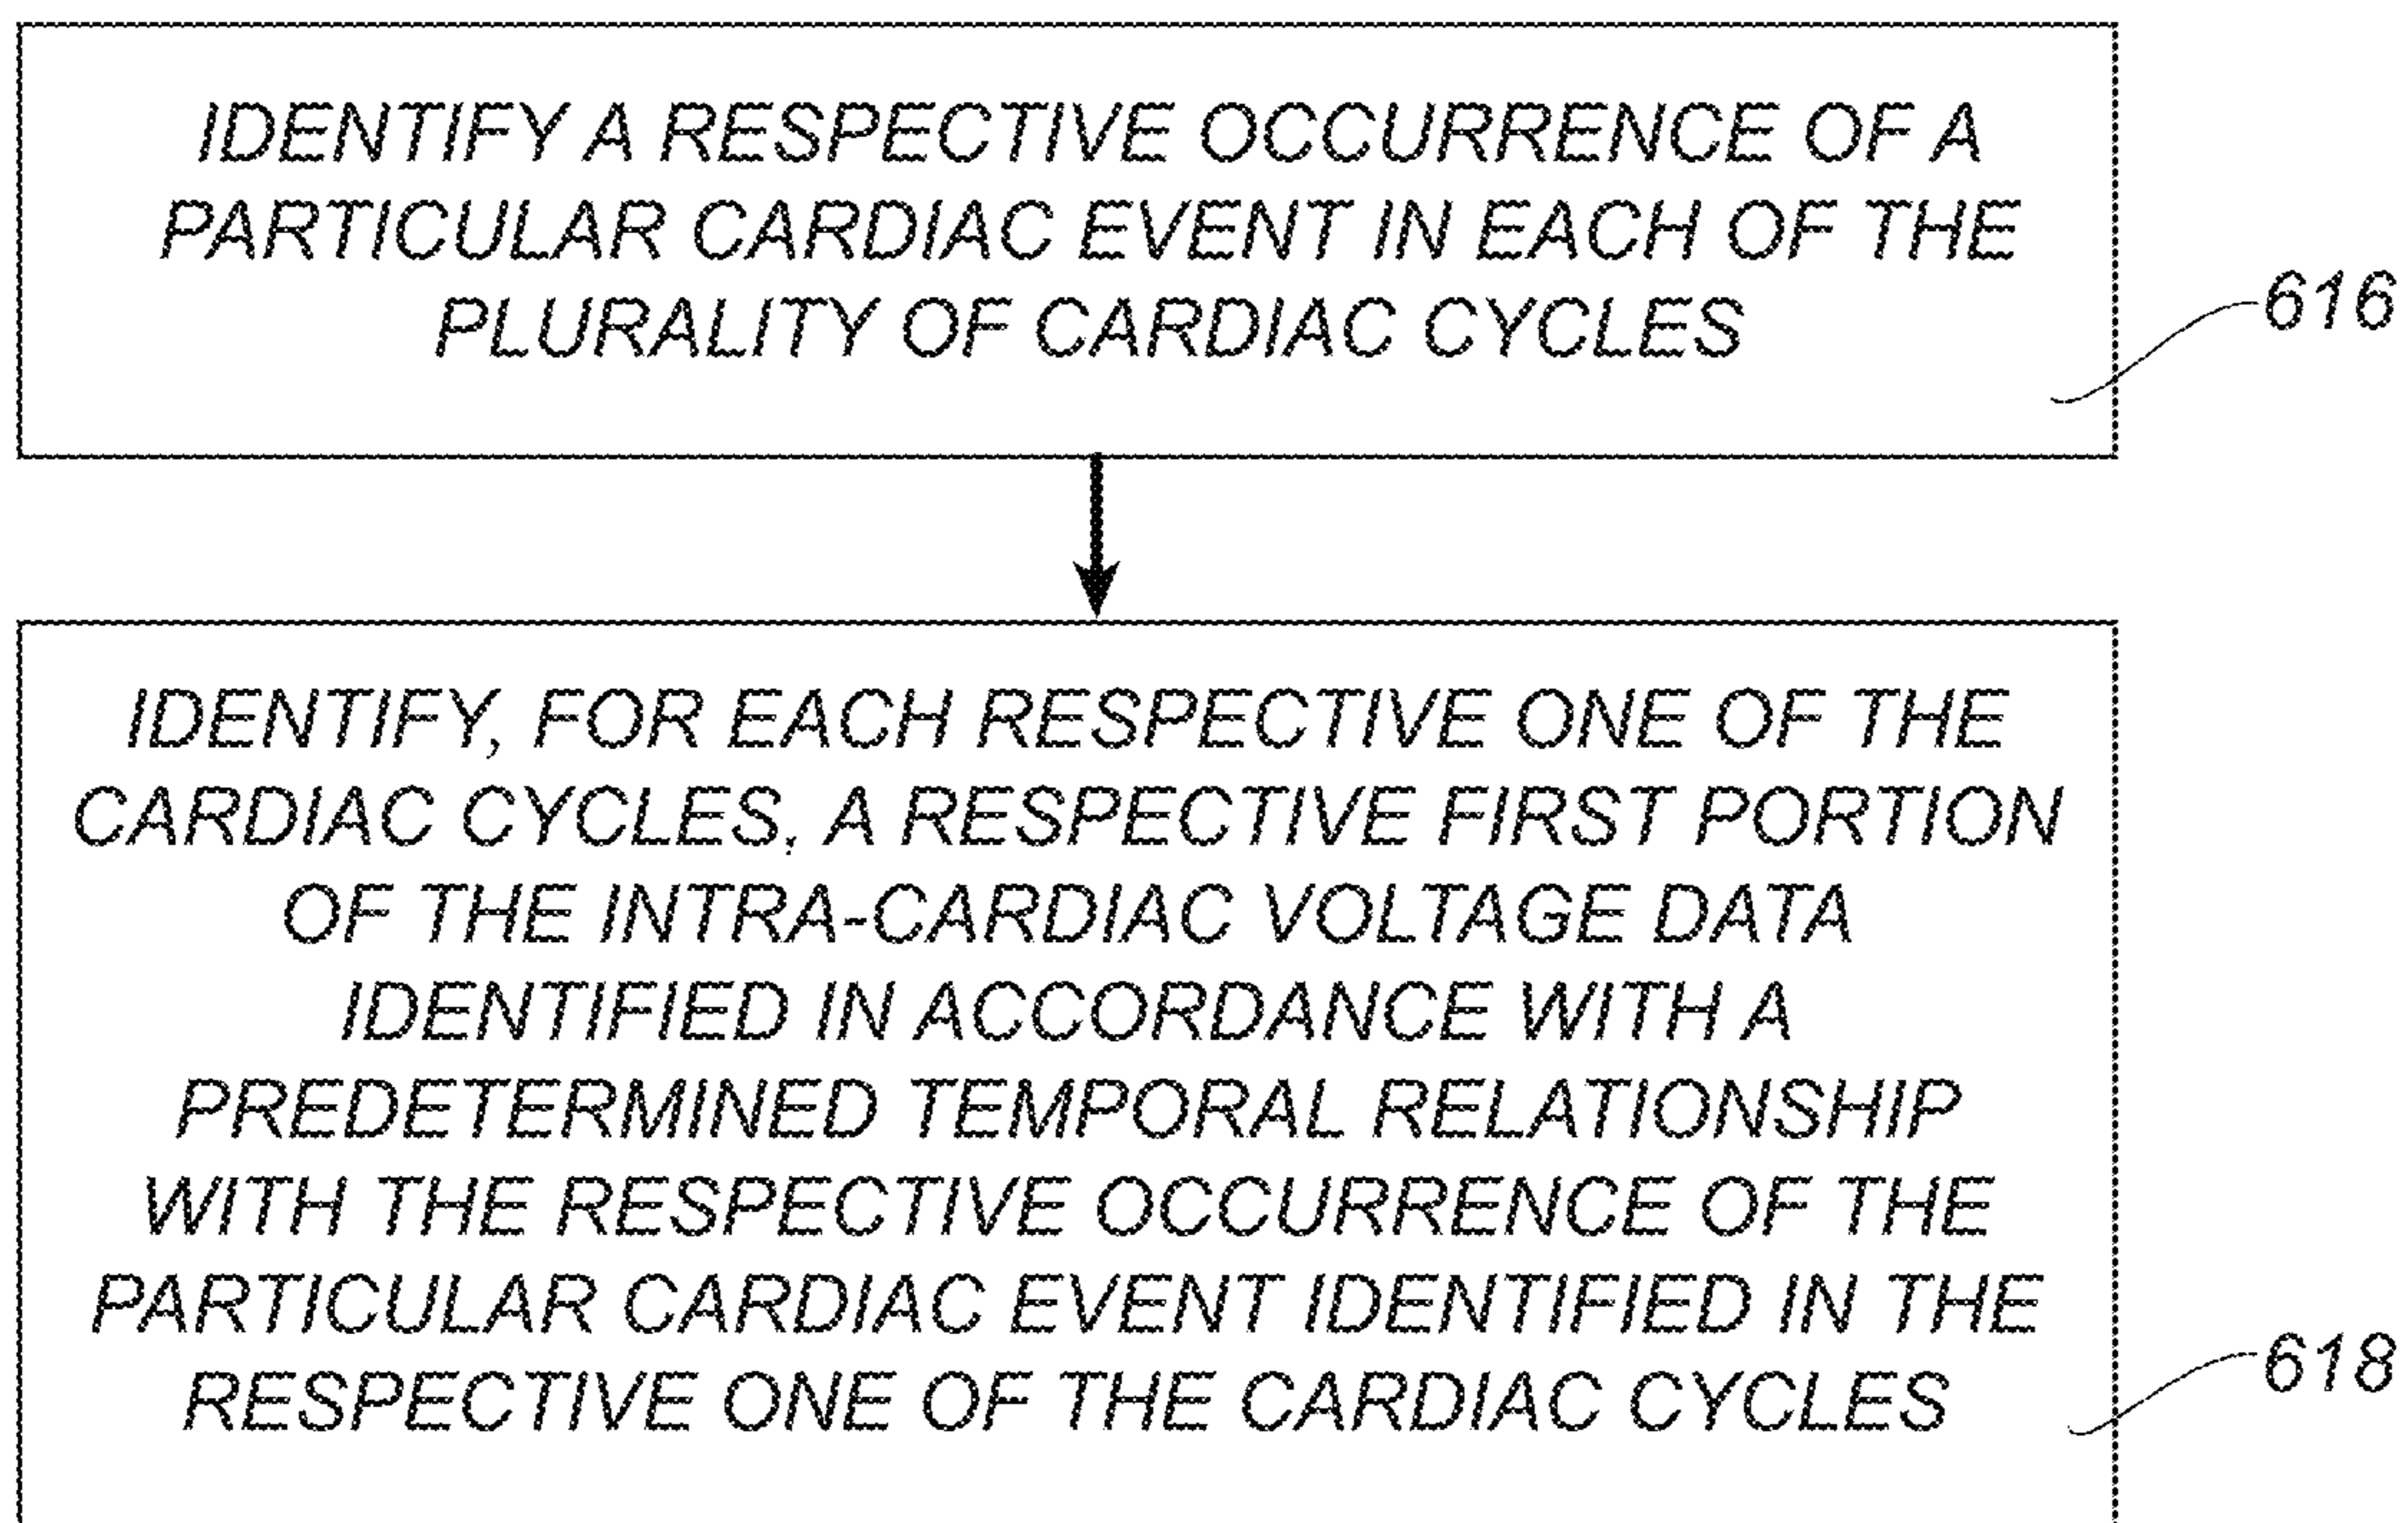 IDENTIFY A RESPECTIVE OCCURRENCE OF A
PARTICULAR CARDIAC EVENT IN EACH OF THE
PLURALITY OF CARDIAC CYCLES
616
IDENTIFY, FOR EACH RESPECTIVE ONE OF THE
CARDIAC CYCLES, A RESPECTIVE FIRST PORTION
OF THE INTRA-CARDIAC VOLTAGE DATA
IDENTIFIED IN ACCORDANCE WITH A
PREDETERMINED TEMPORAL RELATIONSHIP
WITH THE RESPECTIVE OCCURRENCE OF THE
PARTICULAR CARDIAC EVENT IDENTIFIED IN THE
RESPECTIVE ONE OF THE CARDIAC CYCLES
618